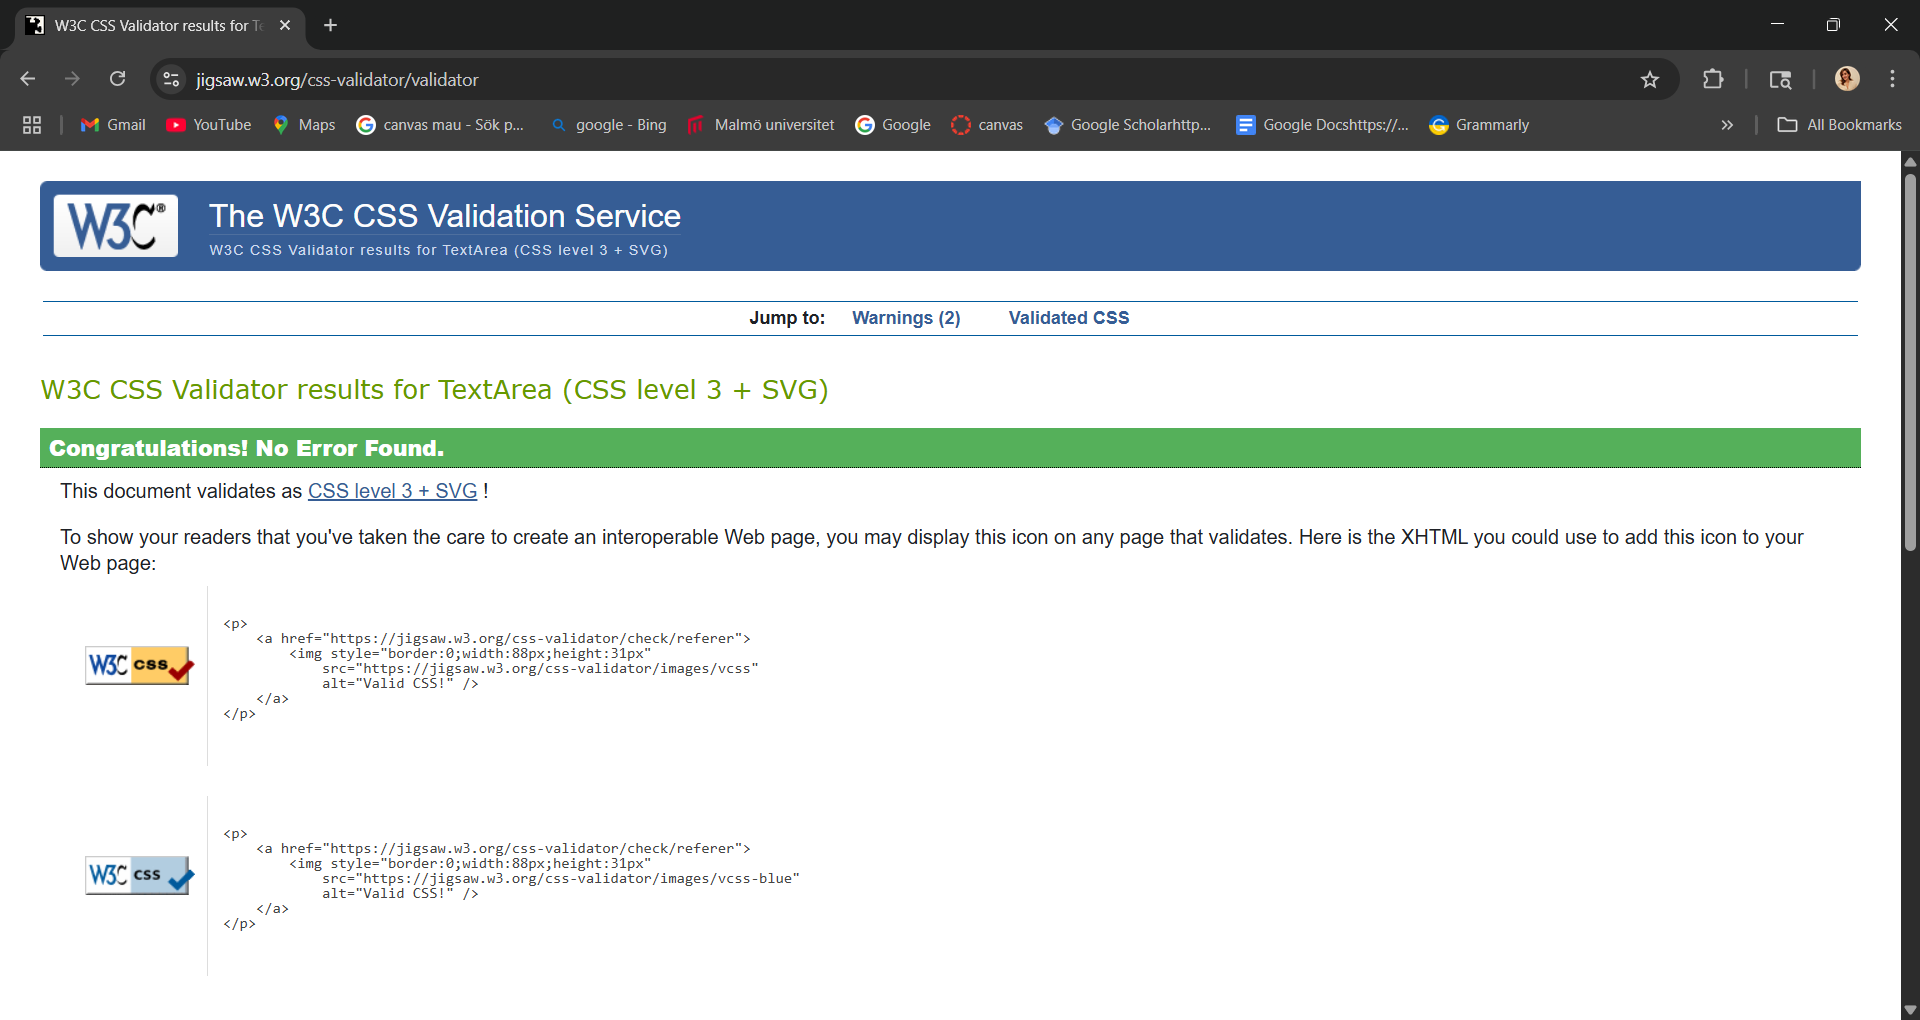 W3C CSS Validator results for Te
jigsaw.w3.org/css-validator/validator
Gmail YouTube Maps canvas mau - Sök p... google - Bing Malmö universitet Google canvas Google Scholarhttp... Google Docshttps://... Grammarly » All Bookmarks
W3C® The W3C CSS Validation Service
W3C CSS Validator results for TextArea (CSS level 3 + SVG)
Jump to: Warnings (2) Validated CSS
W3C CSS Validator results for TextArea (CSS level 3 + SVG)
Congratulations! No Error Found.
This document validates as CSS level 3 + SVG !
To show your readers that you've taken the care to create an interoperable Web page, you may display this icon on any page that validates. Here is the XHTML you could use to add this icon to your
Web page:
<p>
<a href="https://jigsaw.w3.org/css-validator/check/referer">
<img style="border:0;width:88px;height:31px"
W3C css
src="https://jigsaw.w3.org/css-validator/images/vcss"
alt="Valid CSS!" />
</a>
</p>
<p>
<a href="https://jigsaw.w3.org/css-validator/check/referer">
<img style="border:0;width:88px;height:31px"
W3C css
src="https://jigsaw.w3.org/css-validator/images/vcss-blue"
alt="Valid CSS!" />
</a>
</p>